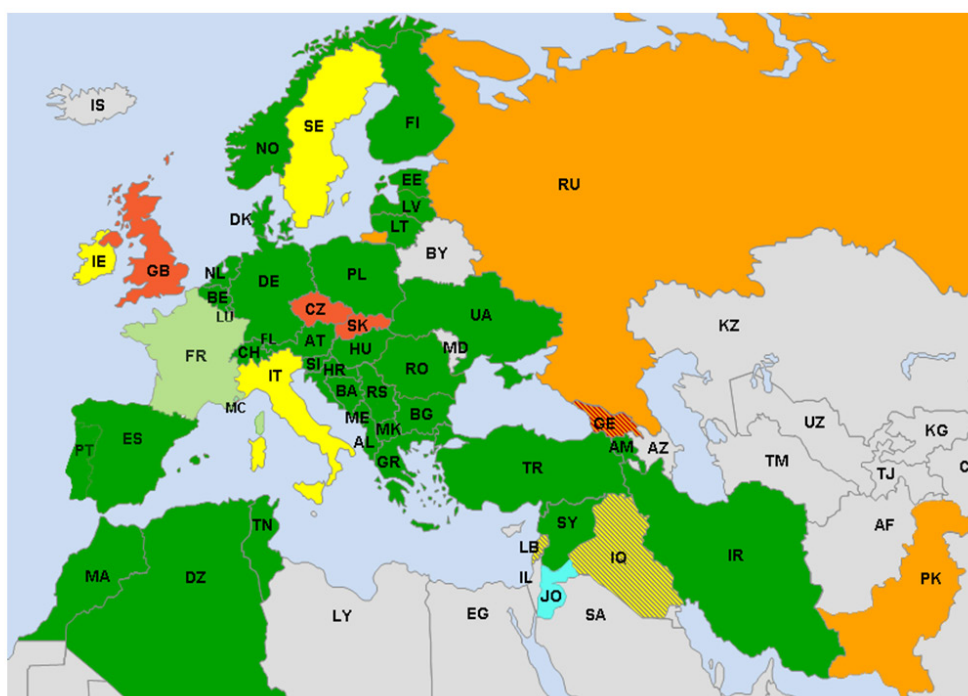 IS
SE
FI
NO
RU
EE
LV
DK
LT
IE
GB
BY
NL
DE
PL
BE
CZ
LU
SK
UA
KZ
FR
FL
AT
CH
HU
MD
SI
RO
IT
HR
BA
RS
MC
ME
BG
MK
ES
PT
AL
GR
GE
AM
AZ
UZ
KG
TM
TJ
C
TR
TN
SY
AF
LB
IQ
IR
MA
DZ
IL
JO
PK
LY
EG
SA